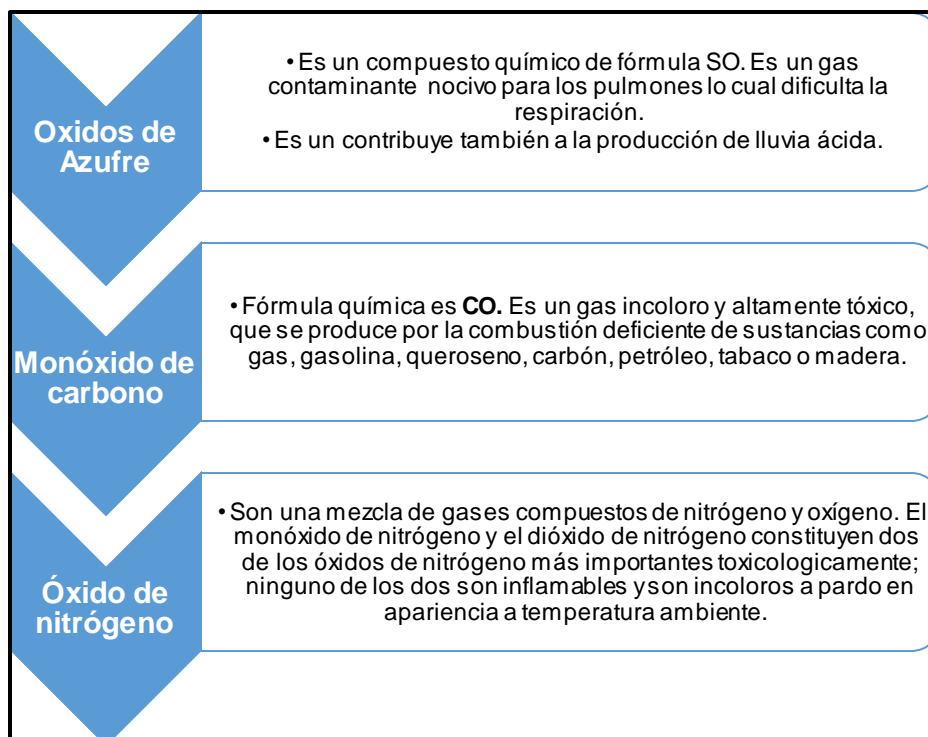 Oxidos de
Azufre
• Es un compuesto químico de fórmula SO. Es un gas
contaminante nocivo para los pulmones lo cual dificulta la
respiración.
• Es un contribuye también a la producción de lluvia ácida.
Monóxido de
carbono
• Fórmula química es CO. Es un gas incoloro y altamente tóxico,
que se produce por la combustión deficiente de sustancias como
gas, gasolina, queroseno, carbón, petróleo, tabaco o madera.
Óxido de
nitrógeno
• Son una mezcla de gases compuestos de nitrógeno y oxígeno. El
monóxido de nitrógeno y el dióxido de nitrógeno constituyen dos
de los óxidos de nitrógeno más importantes toxicologicamente;
ninguno de los dos son inflamables y son incoloros a pardo en
apariencia a temperatura ambiente.